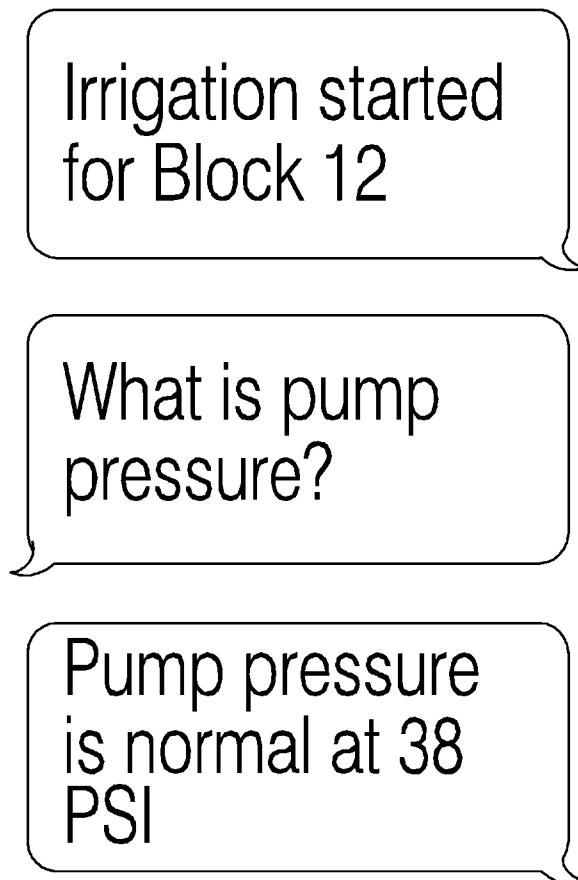 Irrigation started
for Block 12
What is pump
pressure?
Pump pressure
is normal at 38
PSI